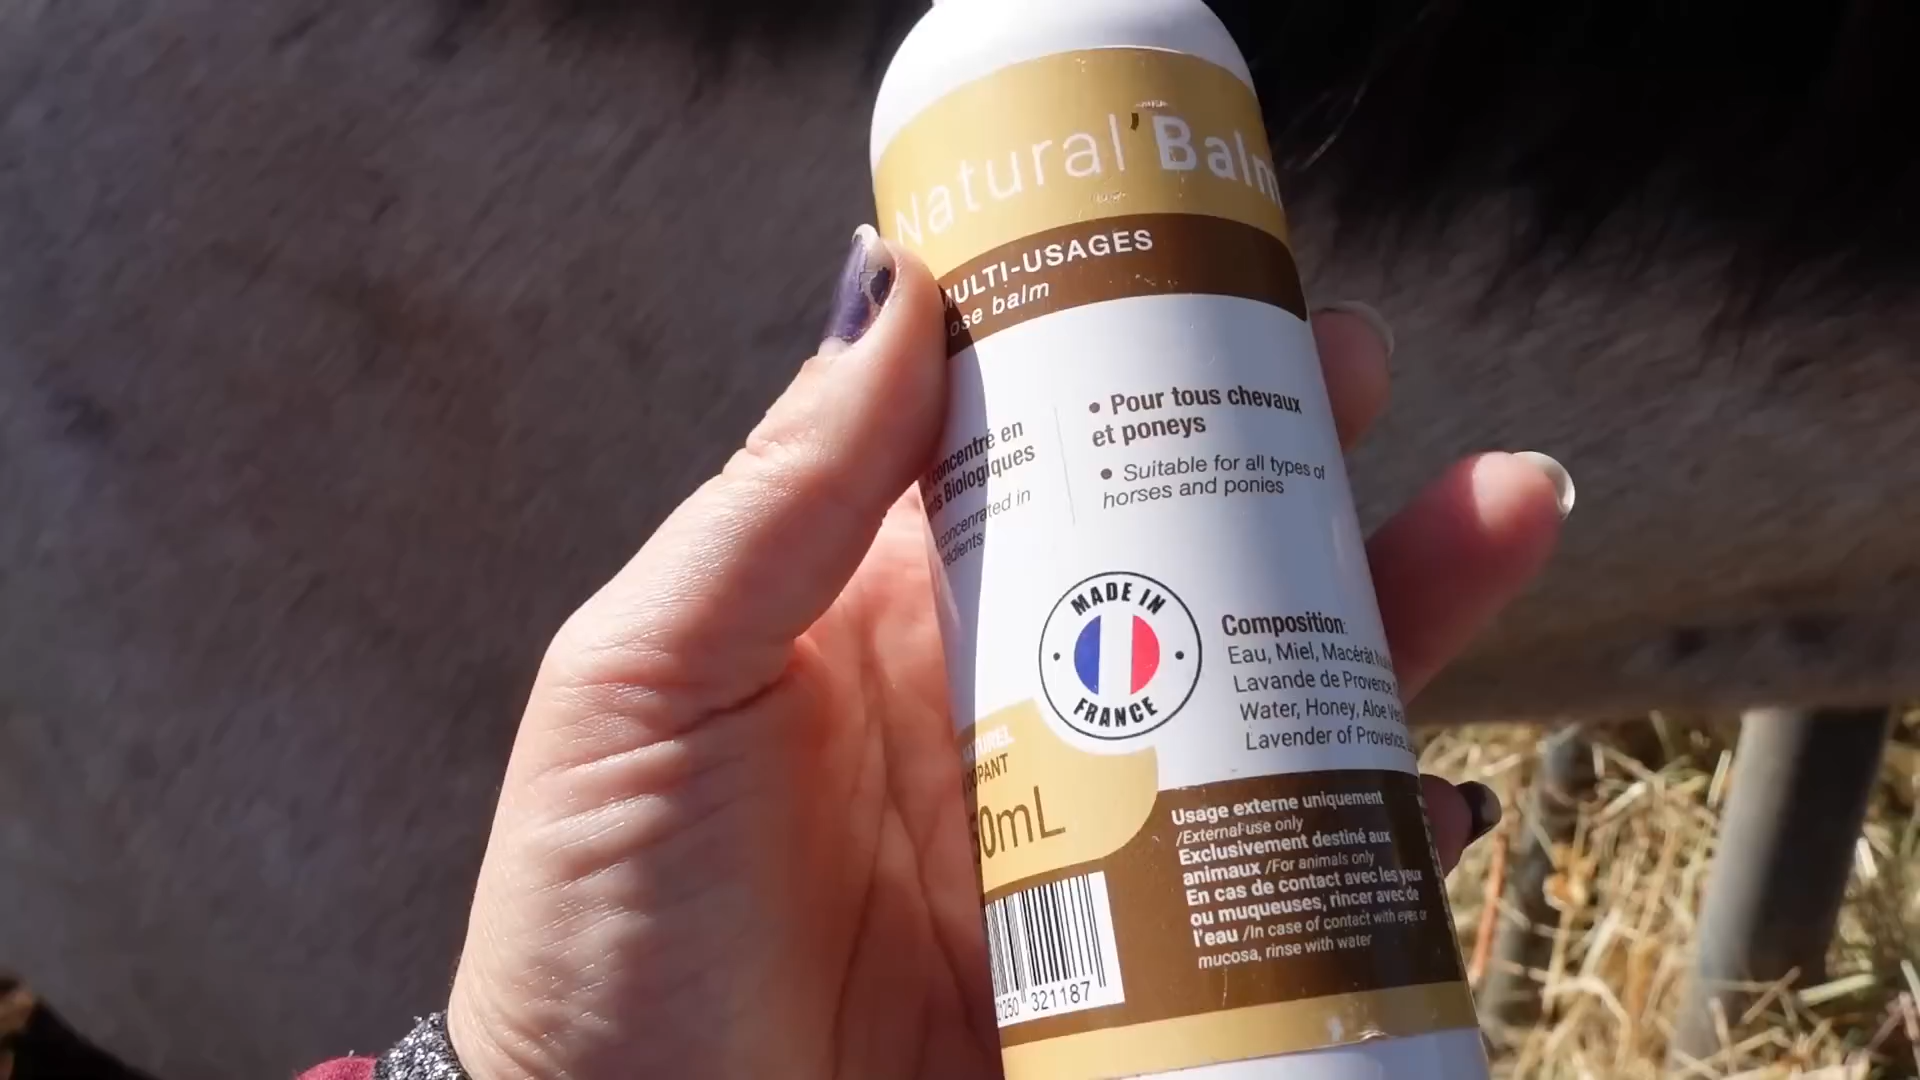 Natural'Balm
MULTI-USAGES
ose balm
concentré en
Biologiques
concenrated in
• Pour tous chevaux
et poneys
• Suitable for all types of
horses and ponies
MADE IN
FRANCE
Composition:
Eau, Miel, Macérât
Lavande de Provence,
Water, Honey, Aloe
Lavender of Provence,
0mL
Usage externe uniquement
/External use only
Exclusivement destiné aux
animaux /For animals only
En cas de contact avec les yeux
ou muqueuses, rincer avec de
l'eau /In case of contact with eyes or
mucosa, rinse with water
321187